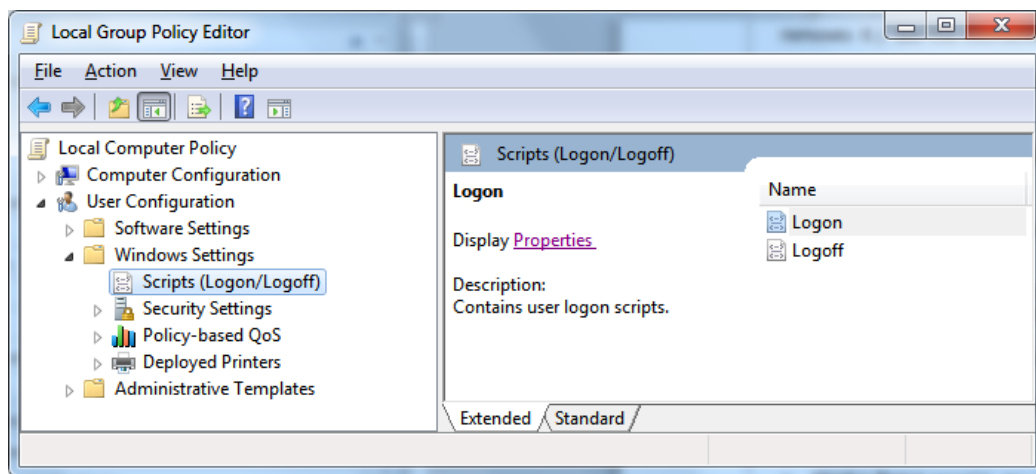 Local Group Policy Editor
File Action View Help
Local Computer Policy
Computer Configuration
User Configuration
Software Settings
Windows Settings
Scripts (Logon/Logoff)
Security Settings
Policy-based QoS
Deployed Printers
Administrative Templates
Scripts (Logon/Logoff)
Logon
Display Properties
Description:
Contains user logon scripts.
Name
Logon
Logoff
Extended Standard